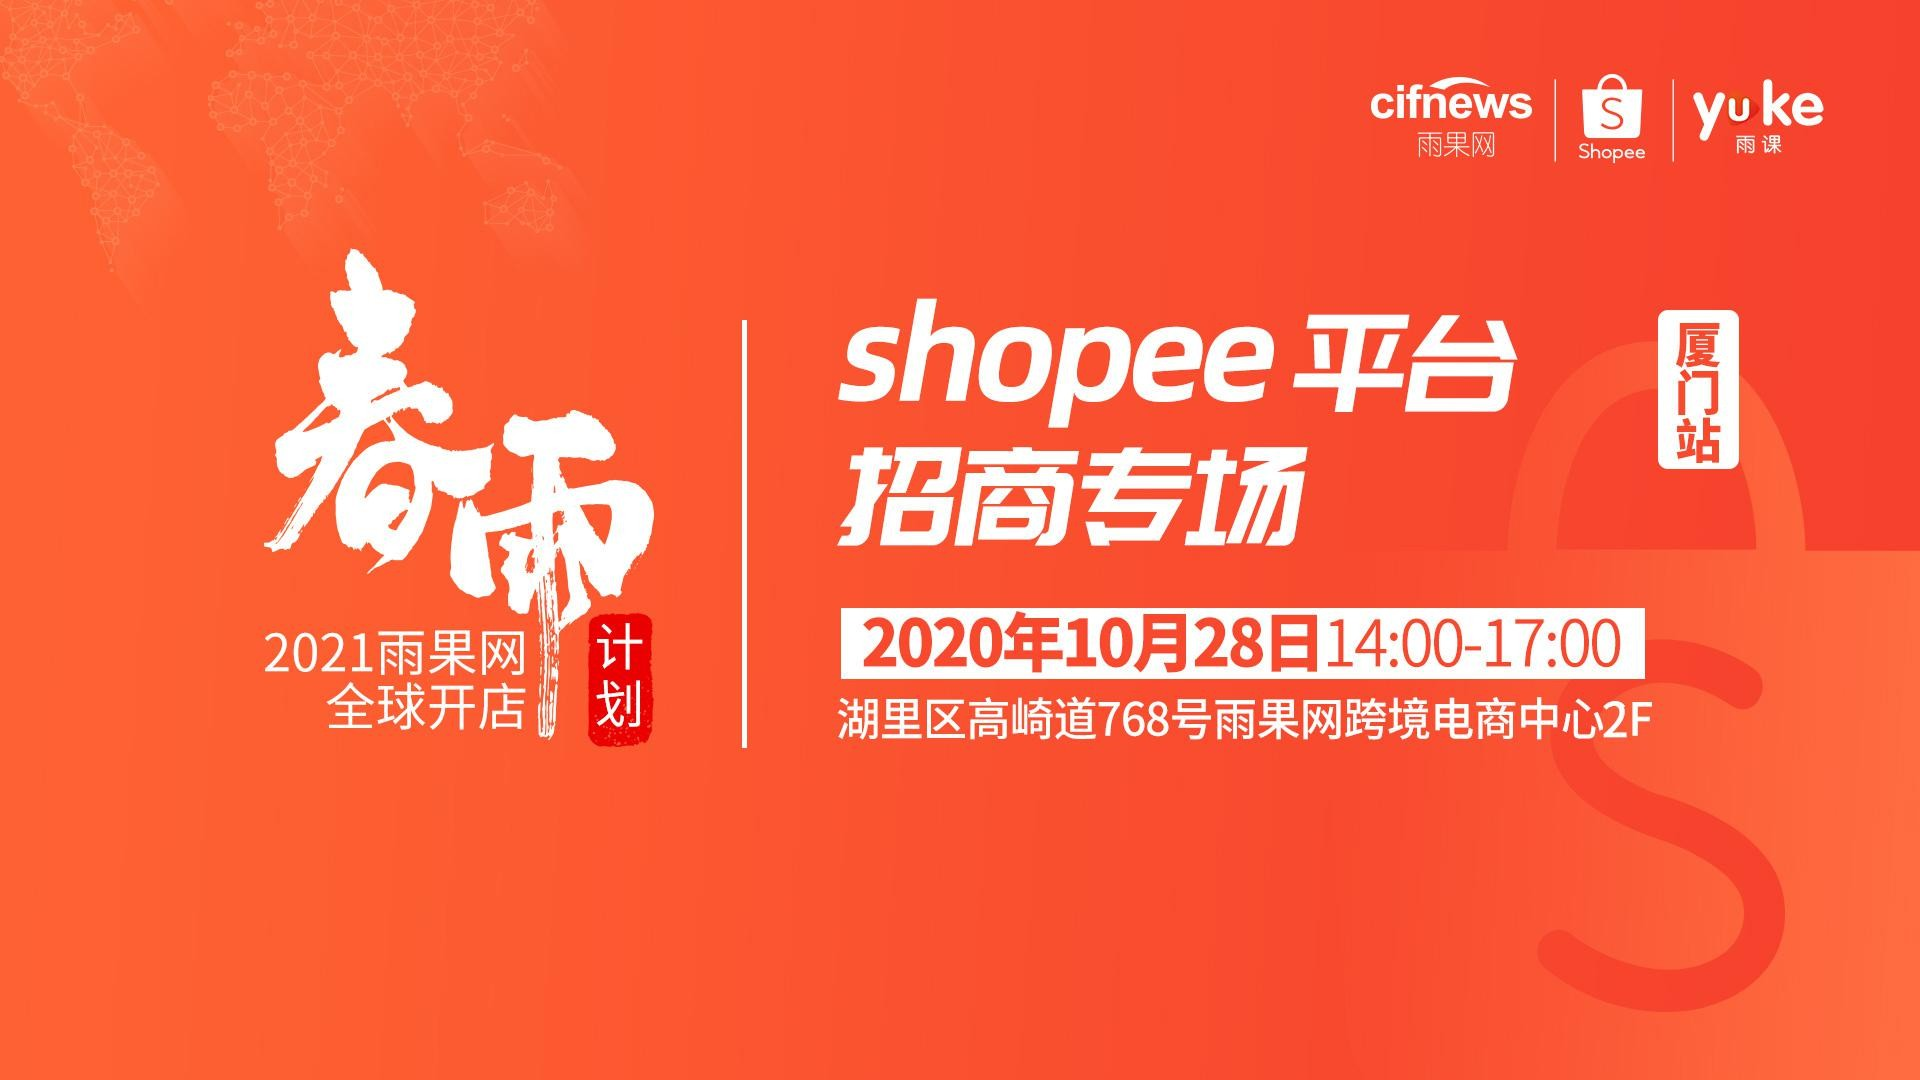 cifnews
雨果网
S
Shopee
yuke
雨课
春雨
计划
2021雨果网
全球开店
shopee 平台
招商专场
厦门站
2020年10月28日14:00-17:00
湖里区高崎道768号雨果网跨境电商中心2F
S